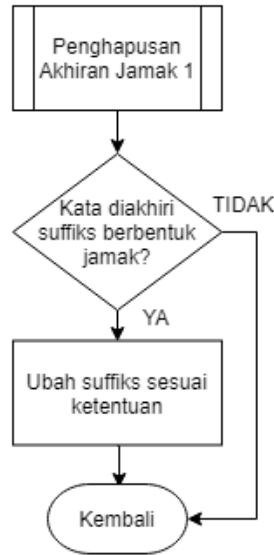 Penghapusan
Akhiran Jamak 1
Kata diakhiri
suffiks berbentuk
jamak?
TIDAK
YA
Ubah suffiks sesuai
ketentuan
Kembali